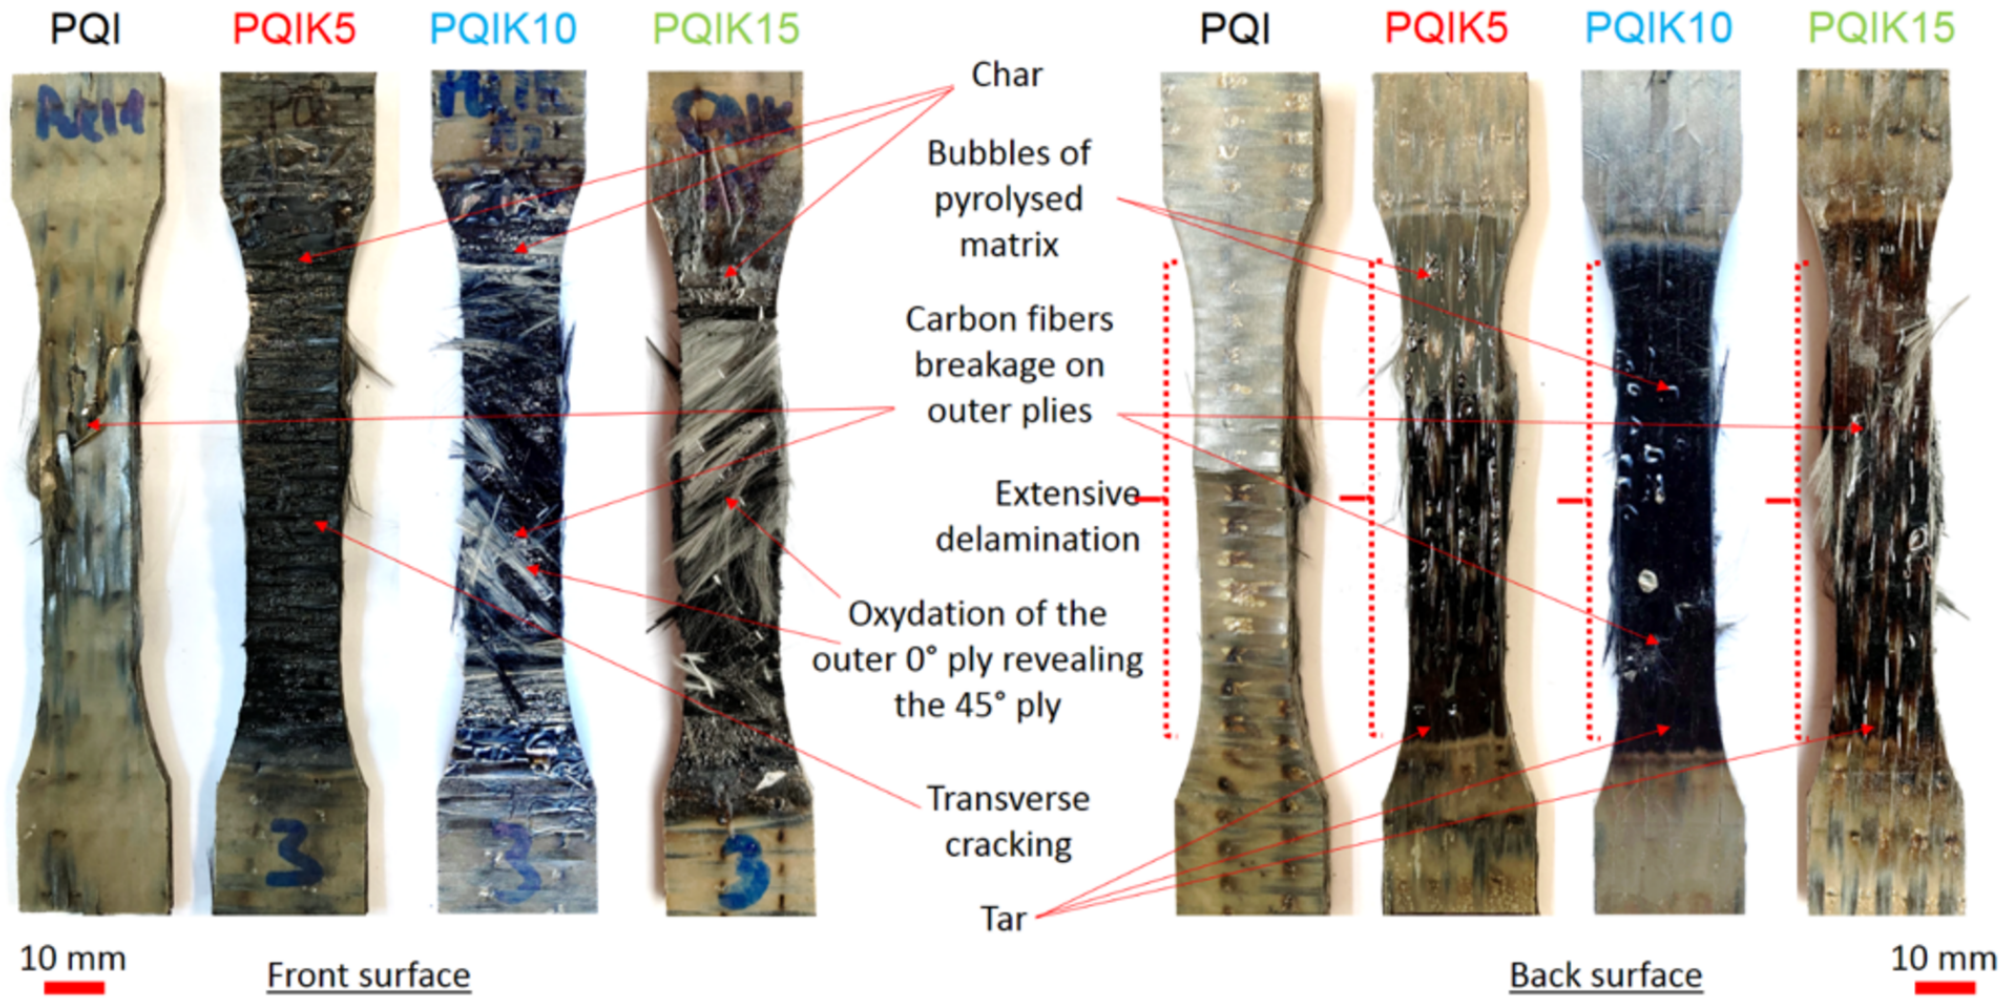 PQI PQIK5 PQIK10 PQIK15 PQI PQIK5 PQIK10 PQIK15
Char
Bubbles of
pyrolysed
matrix
Carbon fibers
breakage on
outer plies
Extensive
delamination
Oxydation of the
outer 0° ply revealing
the 45° ply
Transverse
cracking
Tar
3 3 3
10 mm
Front surface
Back surface
10 mm